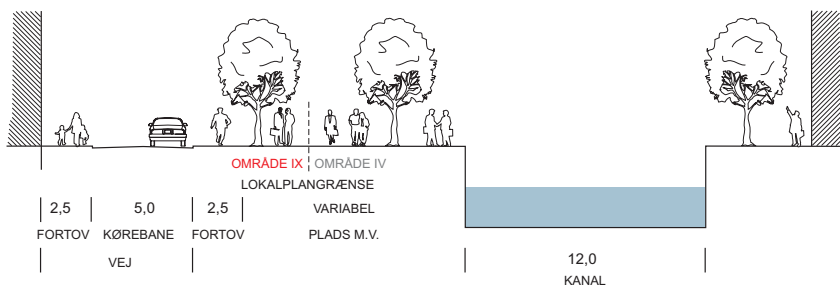 OMRÅDE IX OMRÅDE IV
LOKALPLANGRÆNSE
2,5 5,0 2,5 VARIABEL
FORTOV KØREBANE FORTOV PLADS M.V.
VEJ 12,0
KANAL